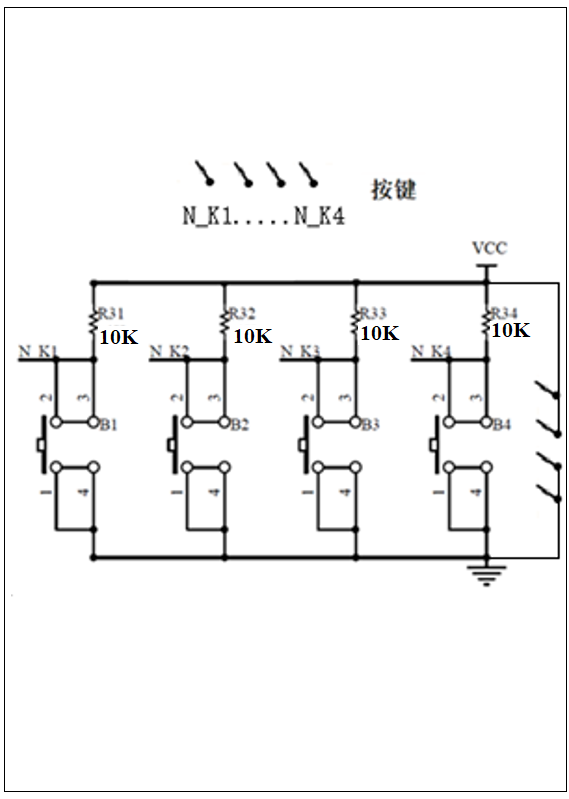 按键
N_K1.....N_K4
VCC
R31 R32 R33 R34
10K 10K 10K 10K
N_K1 N_K2 N_K3 N_K4
2 3 2 3 2 3 2 3
B1 B2 B3 B4
1 4 1 4 1 4 1 4